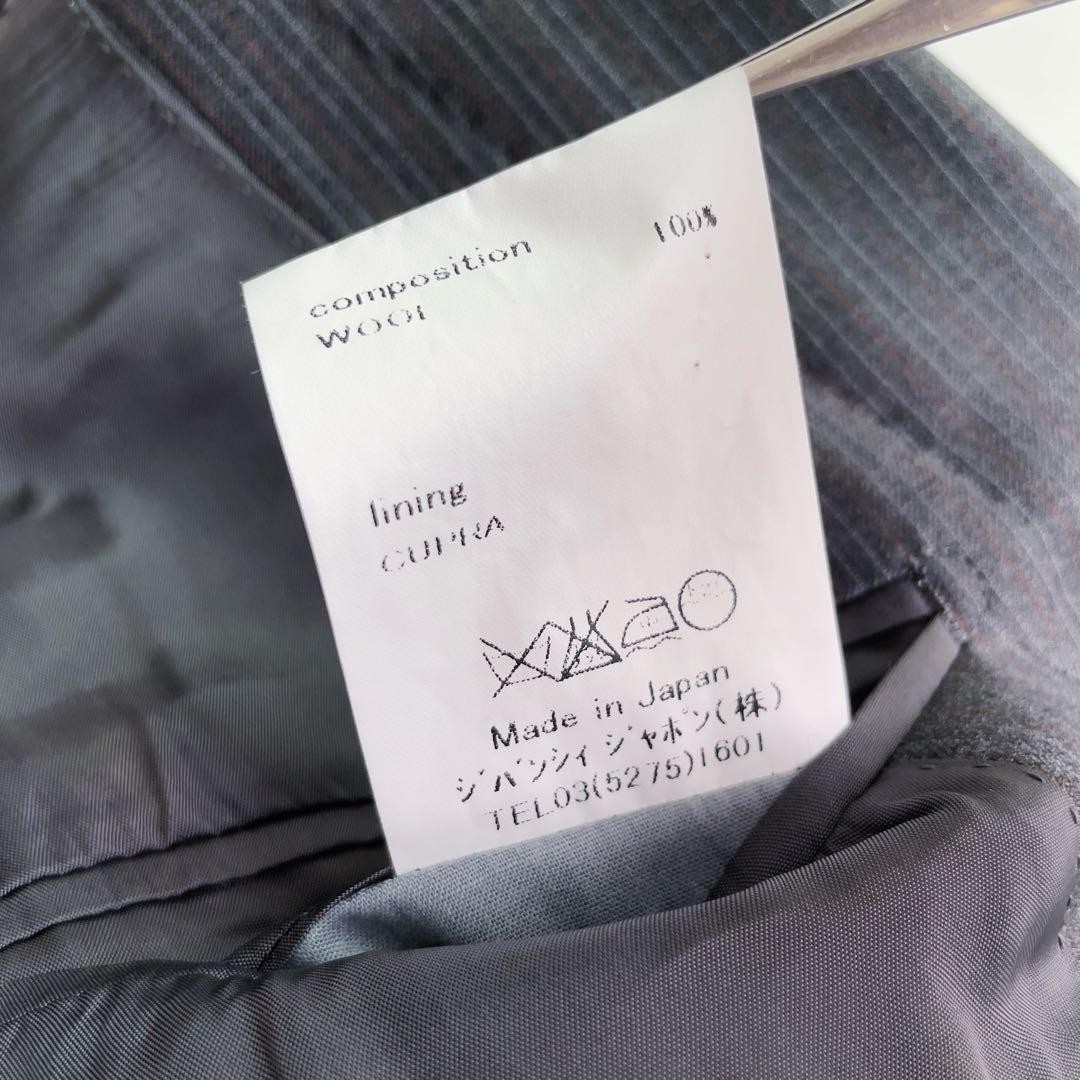 composition 100%
WOOL
lining
CUPRA
Made in Japan
ジバンシィ ジャポン(株)
TEL03(5275)1601